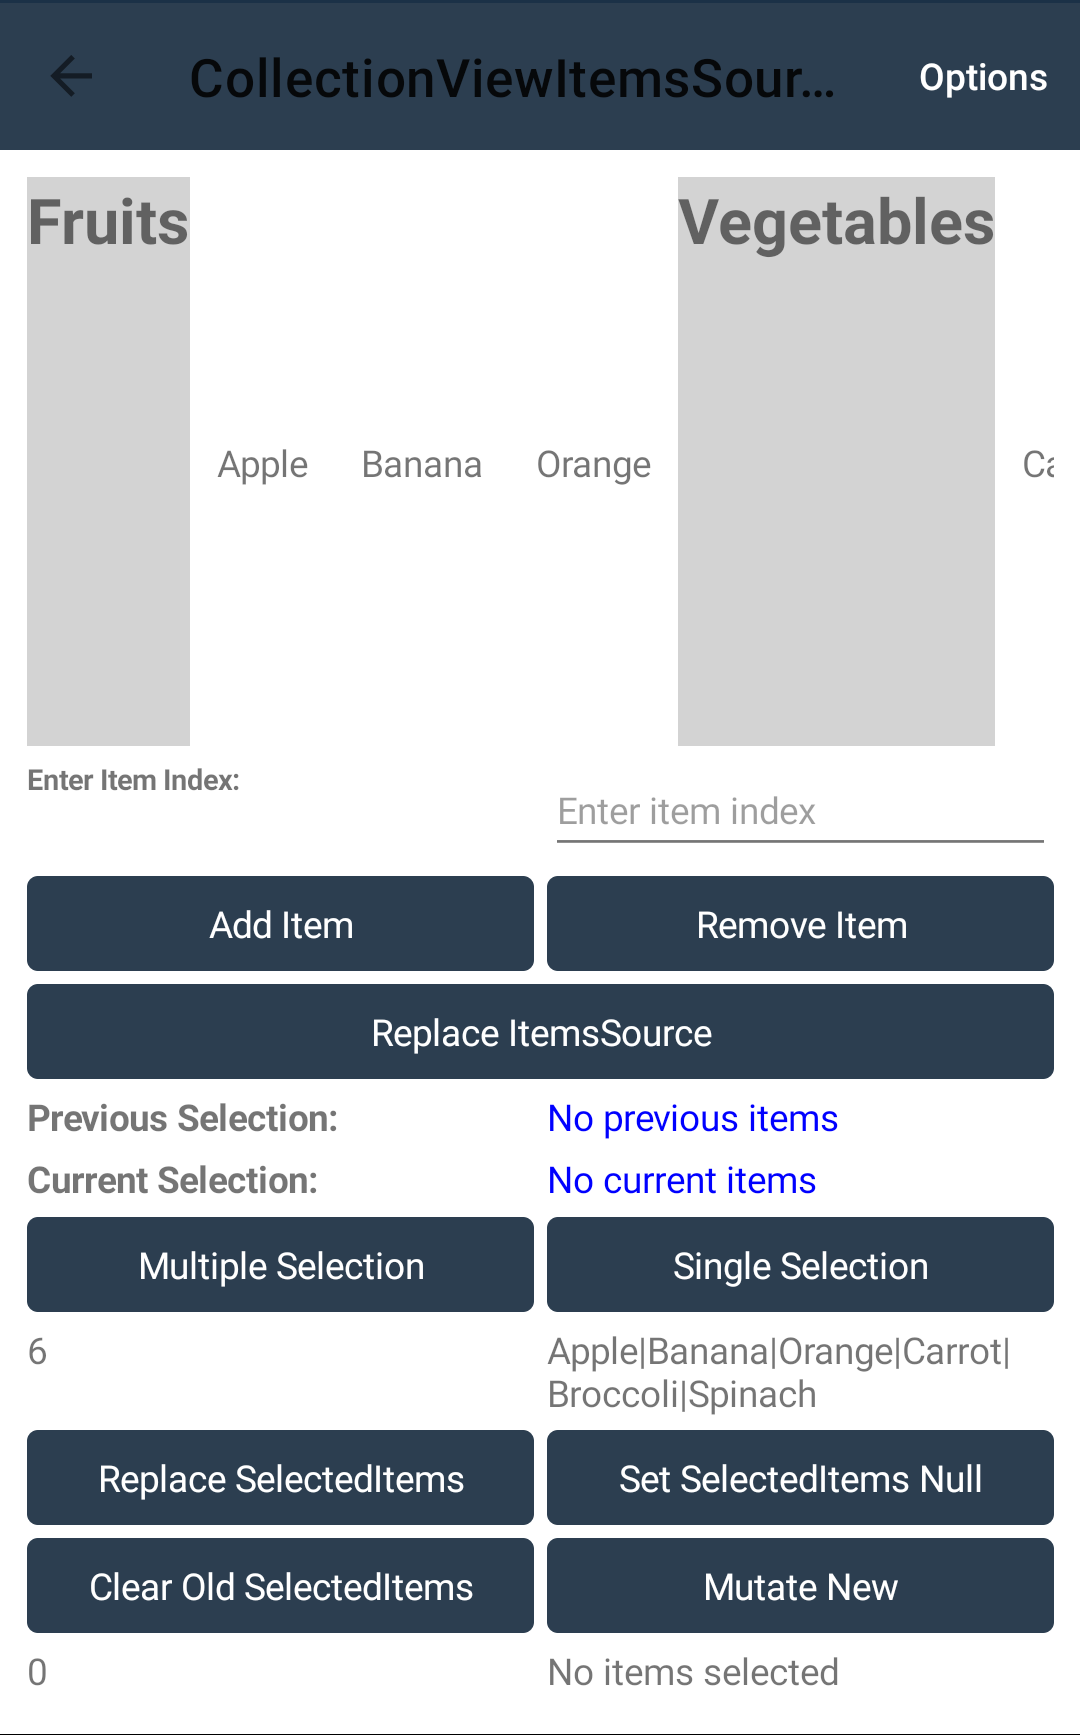 CollectionViewItemsSour...
Options
Fruits
Apple
Banana
Orange
Vegetables
Ca
Enter Item Index:
Enter item index
Add Item
Remove Item
Replace ItemsSource
Previous Selection:
No previous items
Current Selection:
No current items
Multiple Selection
Single Selection
6
Apple|Banana|Orange|Carrot|
Broccoli|Spinach
Replace SelectedItems
Set SelectedItems Null
Clear Old SelectedItems
Mutate New
0
No items selected